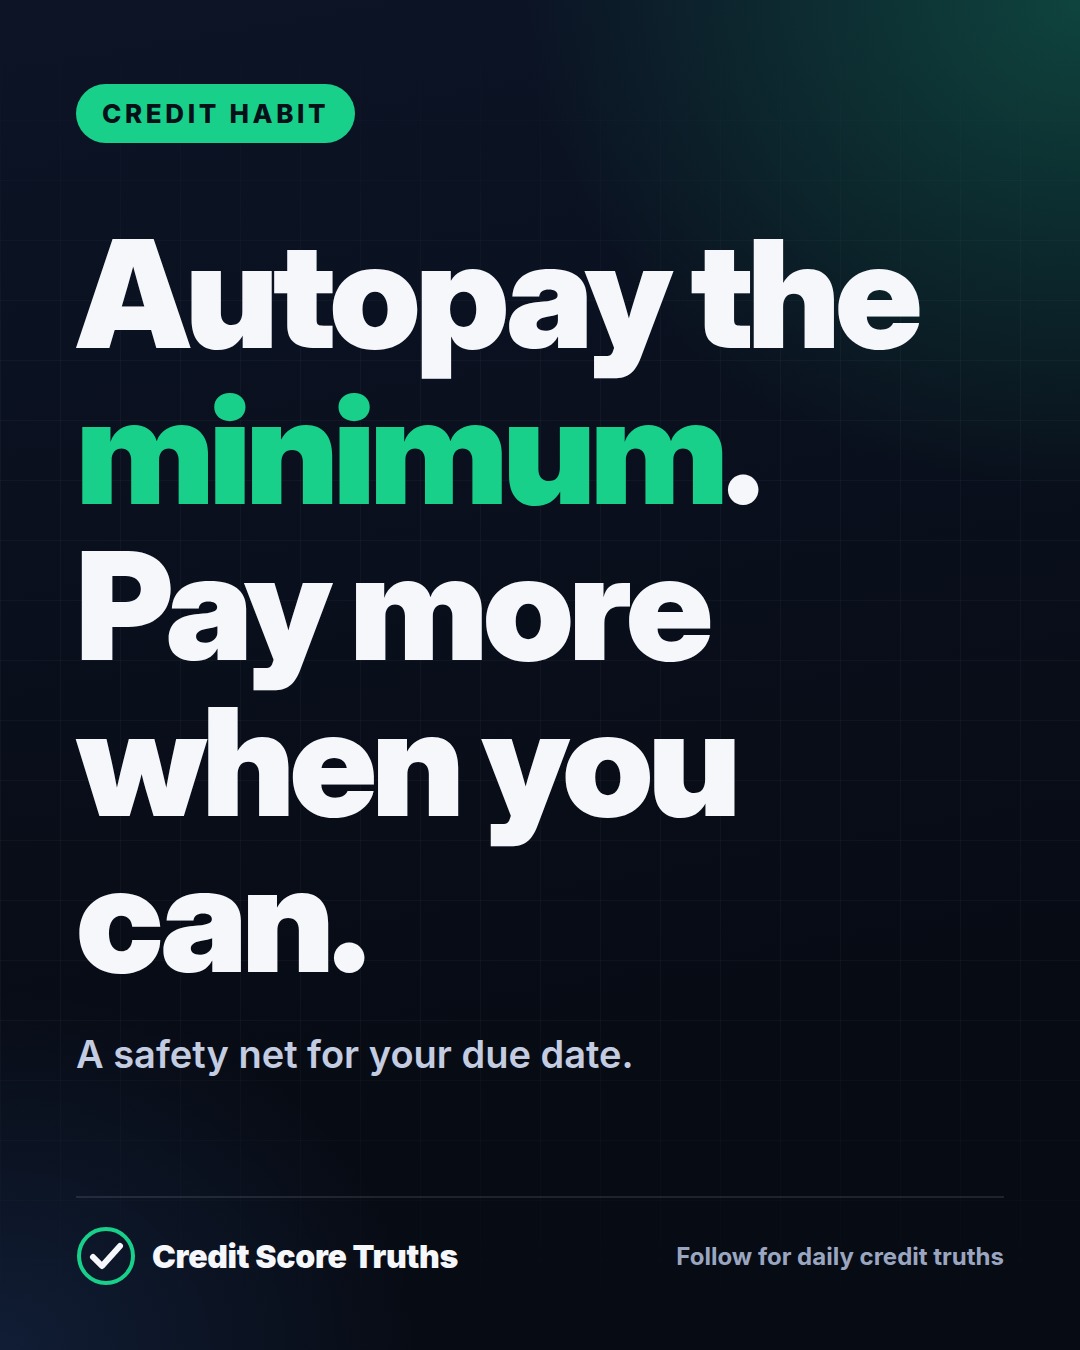 CREDIT HABIT
Autopay the
minimum.
Pay more
when you
can.
A safety net for your due date.
Credit Score Truths
Follow for daily credit truths